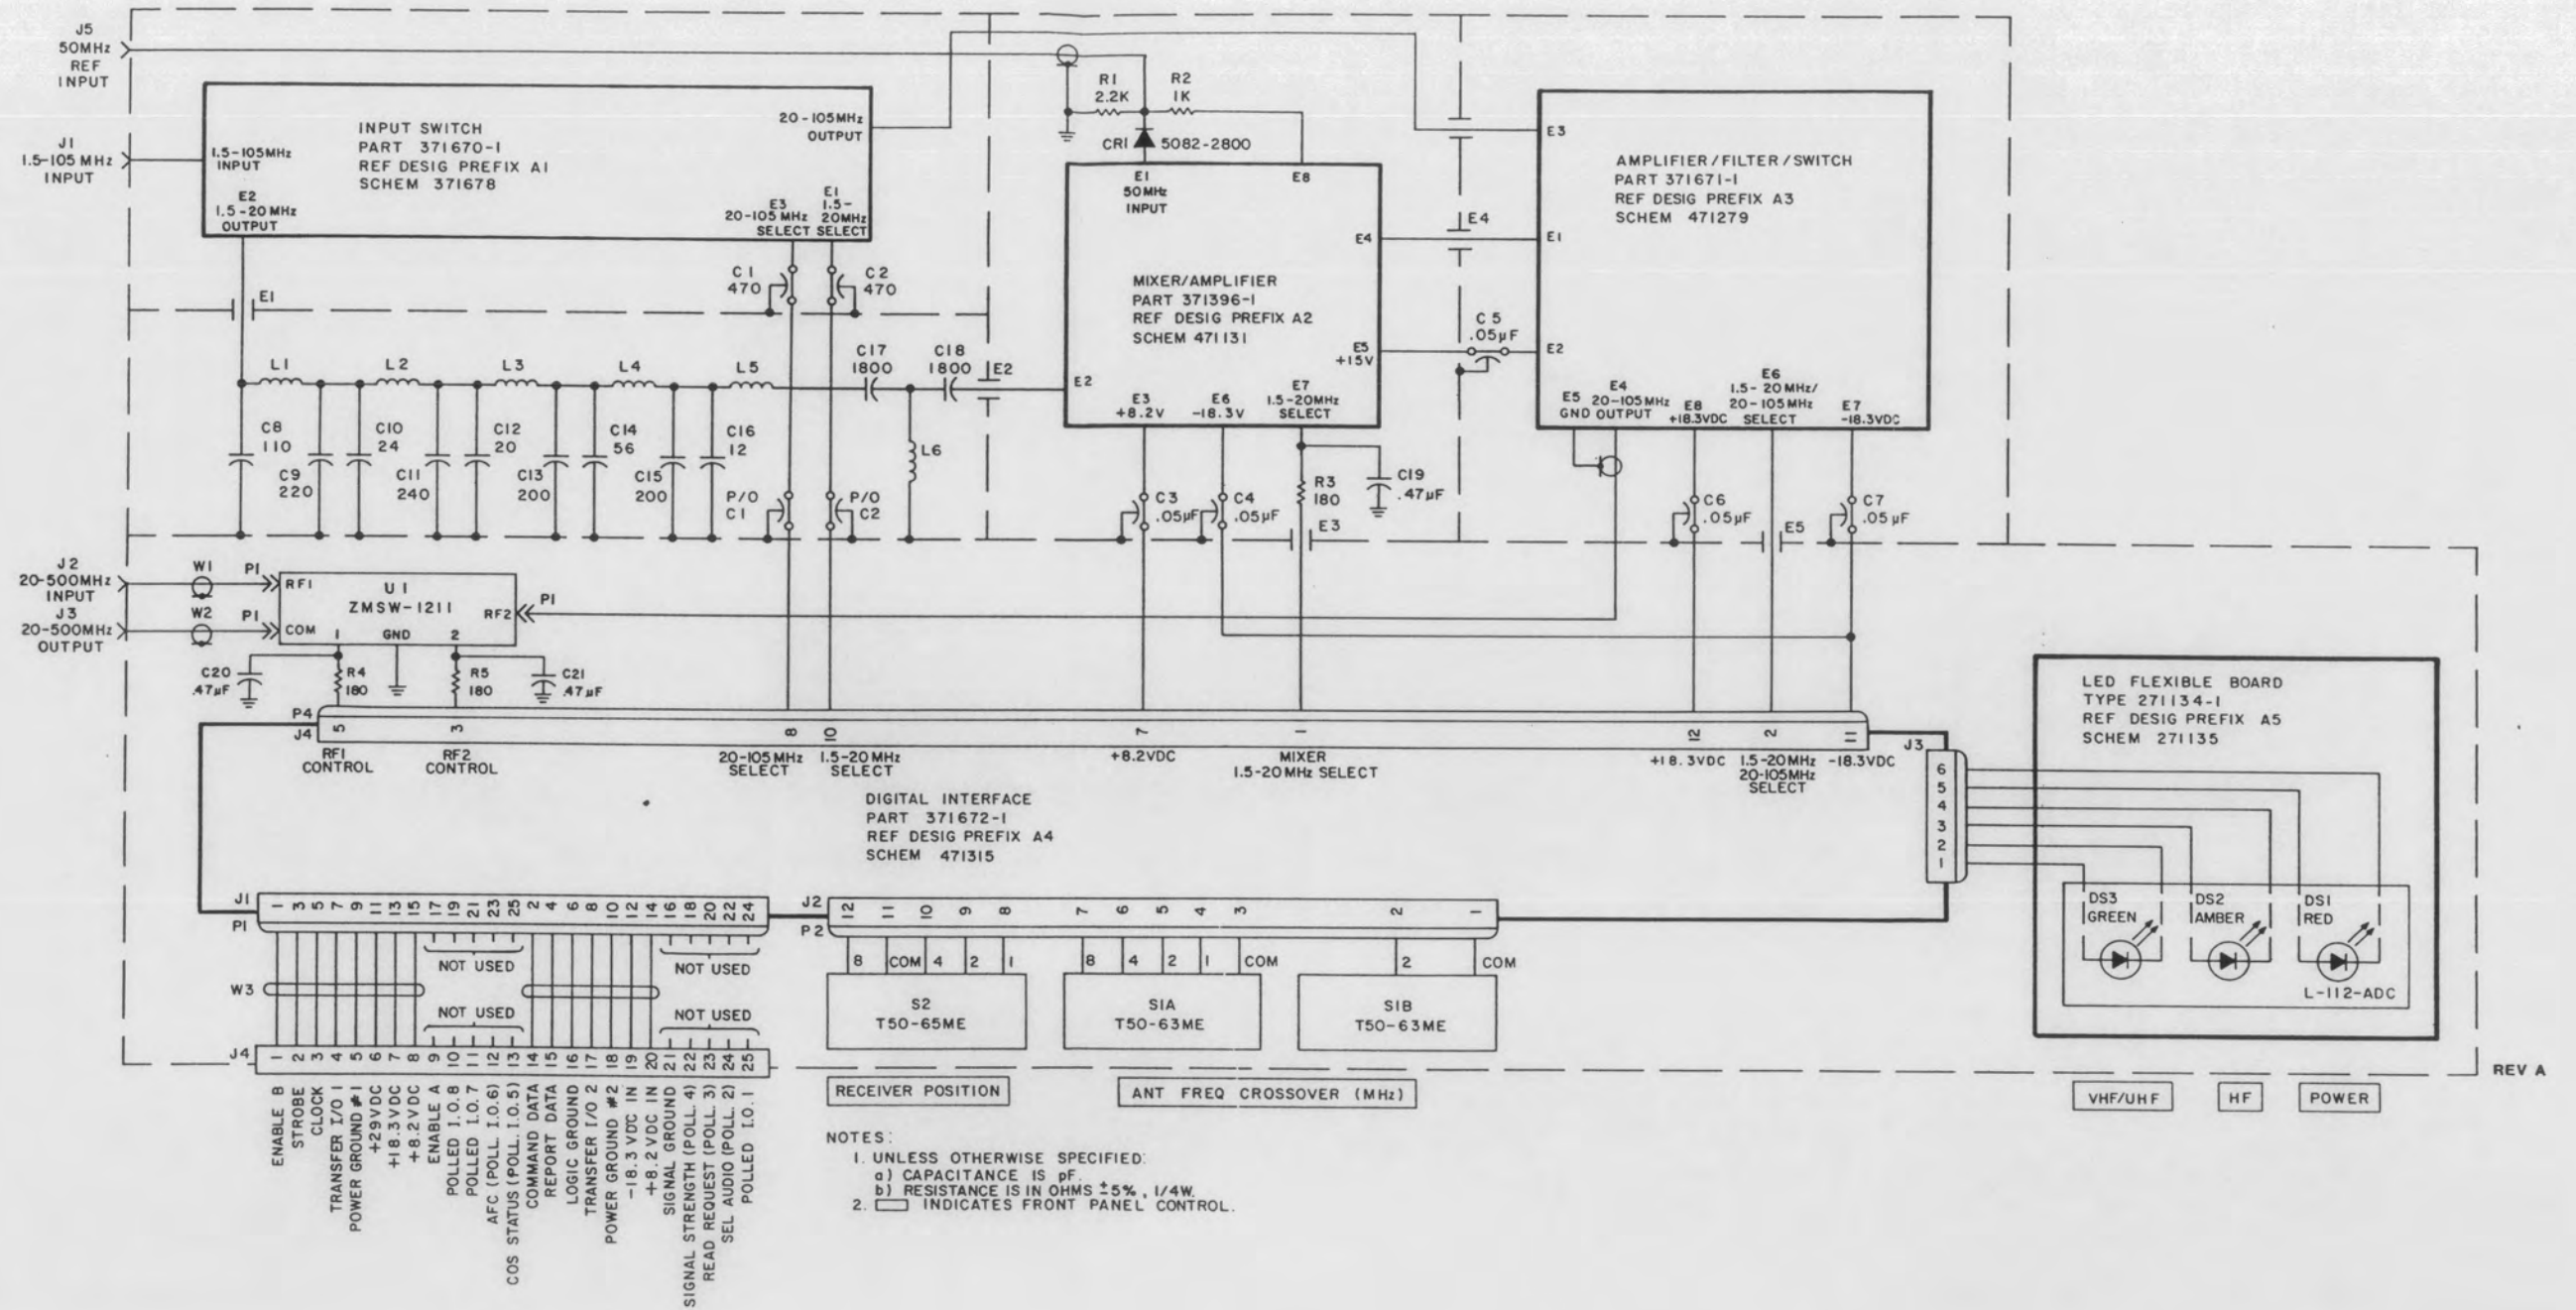 J5
50MHz
REF
INPUT
J1
1.5-105 MHz
INPUT
INPUT SWITCH
PART 371670-1
REF DESIG PREFIX A1
SCHEM 371678
1.5-105MHz
INPUT
20-105MHz
OUTPUT
E2
1.5-20MHz
OUTPUT
E3
20-105MHz
SELECT
E1
1.5-
20MHz
SELECT
R1
2.2K
R2
1K
CR1
5082-2800
E1
50MHz
INPUT
E8
E4
MIXER/AMPLIFIER
PART 371396-1
REF DESIG PREFIX A2
SCHEM 471131
E5
+15V
E2
E3
+8.2V
E6
-18.3V
E7
1.5-20MHz
SELECT
E3
AMPLIFIER/FILTER/SWITCH
PART 371671-1
REF DESIG PREFIX A3
SCHEM 471279
E4
E1
C5
.05µF
E2
E5
GND
E4
20-105MHz
OUTPUT
E8
+18.3VDC
E6
1.5-20MHz/
20-105MHz
SELECT
E7
-18.3VDC
E1
C1
470
C2
470
L1
L2
L3
L4
L5
C17
1800
C18
1800
E2
C8
110
C9
220
C10
24
C11
240
C12
20
C13
200
C14
56
C15
200
C16
12
P/O
C1
P/O
C2
L6
C3
.05µF
C4
.05µF
R3
180
C19
.47µF
E3
C6
.05µF
E5
C7
.05µF
J2
20-500MHz
INPUT
J3
20-500MHz
OUTPUT
W1
P1
W2
P1
RF1
U1
ZMSW-1211
COM
RF2
P1
1
GND
2
C20
.47µF
R4
180
R5
180
C21
.47µF
P4
J4
5
3
8
10
7
1
12
2
11
RF1
CONTROL
RF2
CONTROL
20-105MHz
SELECT
1.5-20MHz
SELECT
+8.2VDC
MIXER
1.5-20MHz SELECT
+18.3VDC
1.5-20MHz
20-105MHz
SELECT
-18.3VDC
DIGITAL INTERFACE
PART 371672-1
REF DESIG PREFIX A4
SCHEM 471315
J3
6
5
4
3
2
1
LED FLEXIBLE BOARD
TYPE 271134-1
REF DESIG PREFIX A5
SCHEM 271135
DS3
GREEN
DS2
AMBER
DS1
RED
L-112-ADC
J1
P1
1 3 5 7 9 11 13 15 17 19 21 23 25 2 4 6 8 10 12 14 16 18 20 22 24
NOT USED
NOT USED
W3
NOT USED
NOT USED
J4
1 2 3 4 5 6 7 8 9 10 11 12 13 14 15 16 17 18 19 20 21 22 23 24 25
ENABLE B
STROBE
CLOCK
TRANSFER I/O 1
POWER GROUND #1
+29VDC
+18.3VDC
+8.2VDC
ENABLE A
POLLED I.O.8
POLLED I.O.7
AFC (POLL. I.O.6)
COS STATUS (POLL. I.O.5)
COMMAND DATA
REPORT DATA
LOGIC GROUND
TRANSFER I/O 2
POWER GROUND #2
-18.3 VDC IN
+8.2 VDC IN
SIGNAL GROUND
SIGNAL STRENGTH (POLL. 4)
READ REQUEST (POLL. 3)
SEL AUDIO (POLL. 2)
POLLED I.O.1
J2
P2
12 11 10 9 8 7 6 5 4 3 2 1
8 COM 4 2 1
8 4 2 1 COM
2 COM
S2
T50-65ME
S1A
T50-63ME
S1B
T50-63ME
RECEIVER POSITION
ANT FREQ CROSSOVER (MHz)
VHF/UHF
HF
POWER
REV A
NOTES:
1. UNLESS OTHERWISE SPECIFIED:
a) CAPACITANCE IS pF.
b) RESISTANCE IS IN OHMS ±5%, 1/4W.
2. INDICATES FRONT PANEL CONTROL.